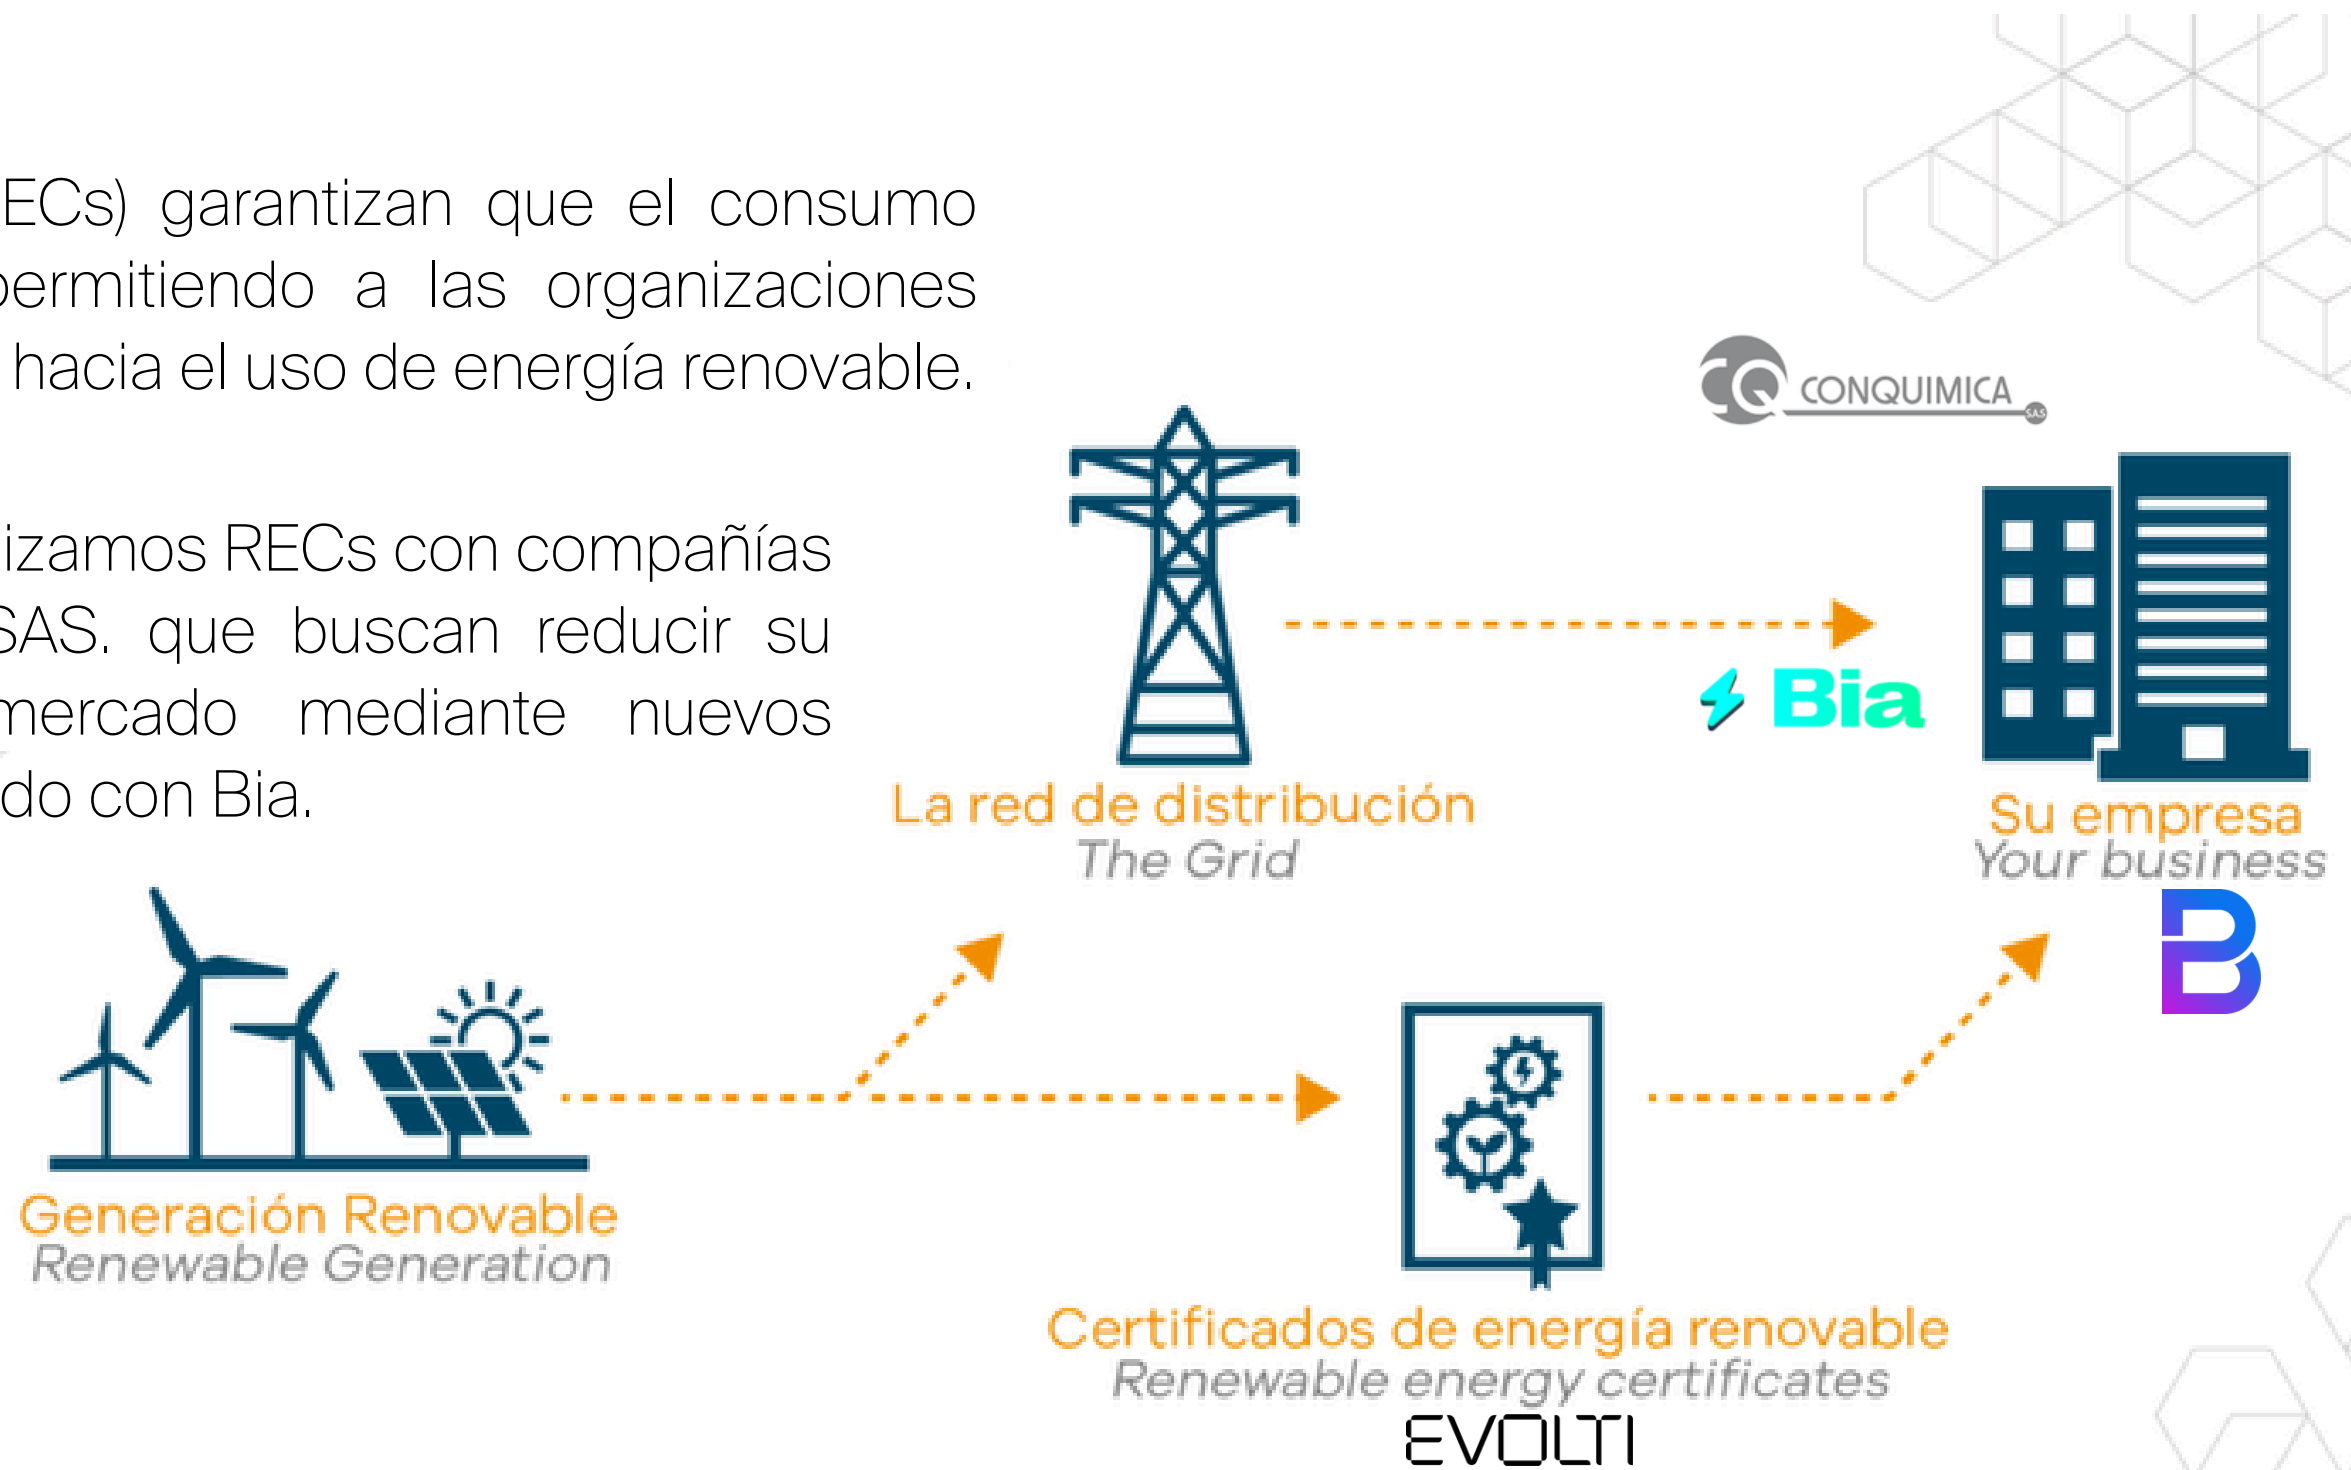 ECs) garantizan que el consumo
permitiendo a las organizaciones
hacia el uso de energía renovable.
izamos RECs con compañías
SAS. que buscan reducir su
mercado mediante nuevos
do con Bia.
CQ CONQUIMICA SAS
Bia
La red de distribución
The Grid
Su empresa
Your business
B
Generación Renovable
Renewable Generation
Certificados de energía renovable
Renewable energy certificates
EVOLTI